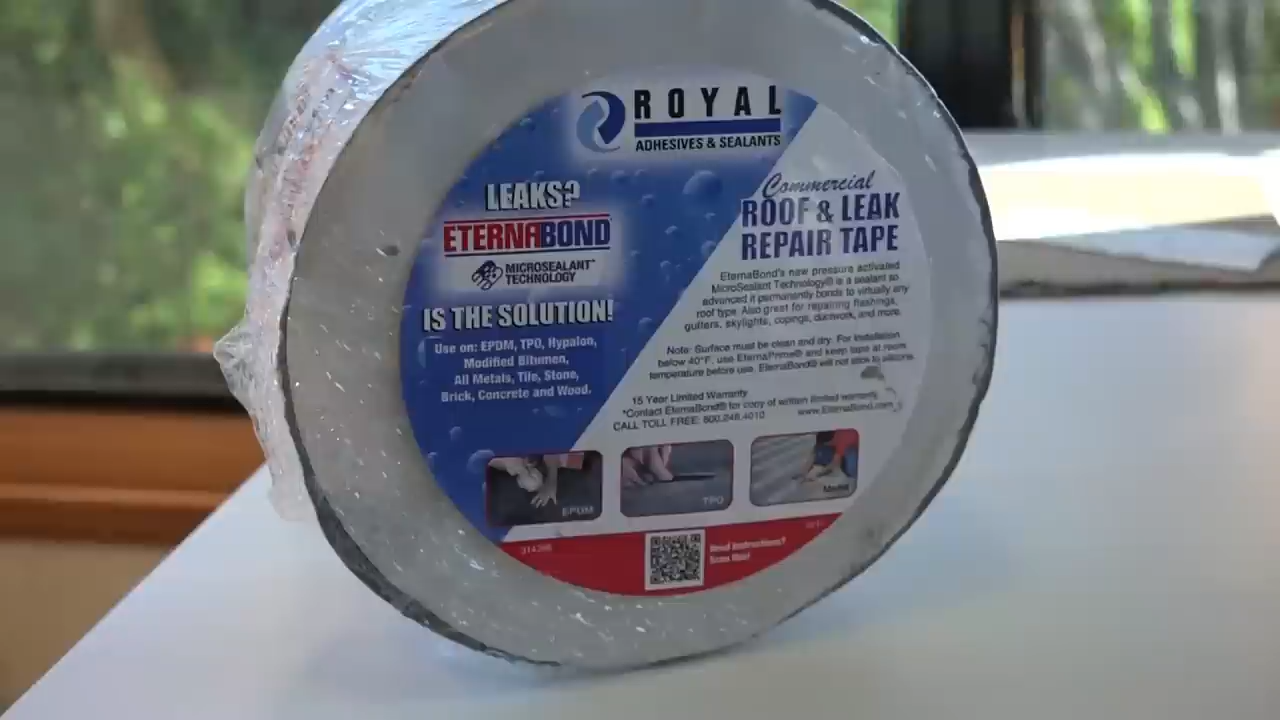 ROYAL
ADHESIVES & SEALANTS
LEAKS?
ETERNABOND
MICROSEALANT™
TECHNOLOGY
IS THE SOLUTION!
Use on: EPDM, TPO, Hypalon,
Modified Bitumen,
All Metals, Tile, Stone,
Brick, Concrete and Wood.
Commercial
ROOF & LEAK
REPAIR TAPE
EternaBond's new pressure activated
MicroSealant Technology® is a sealant so
advanced it permanently bonds to virtually any
roof type. Also great for repairing flashings,
gutters, skylights, copings, ductwork, and more.
Note: Surface must be clean and dry. For installation
below 40°F, use EternaPrime® and keep tape at room
temperature before use. EternaBond® will not stick to silicone.
15 Year Limited Warranty
*Contact EternaBond® for copy of written limited warranty.
CALL TOLL FREE: 800.248.4010
www.EternaBond.com
EPDM
TPO
Metal
Need Instructions?
Scan this!